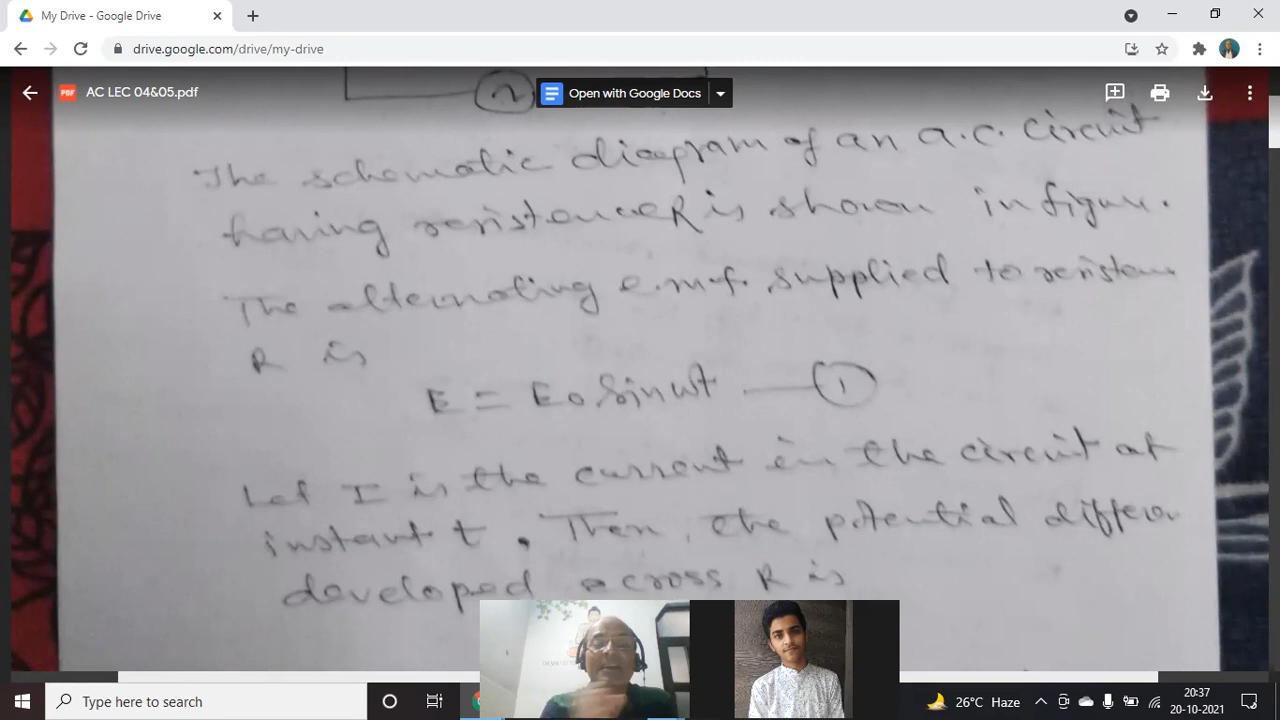 My Drive - Google Drive
drive.google.com/drive/my-drive
PDF AC LEC 04&05.pdf
Open with Google Docs
The schematic diagram of an a.c. circuit
having resistance R is shown in figure.
The alternating e.m.f. supplied to
R is
E = E0 sin ωt — 1
Let I is the current in the circuit at
instant t. Then, the potential
developed across R is
Type here to search
26°C Haze
20:37
20-10-2021